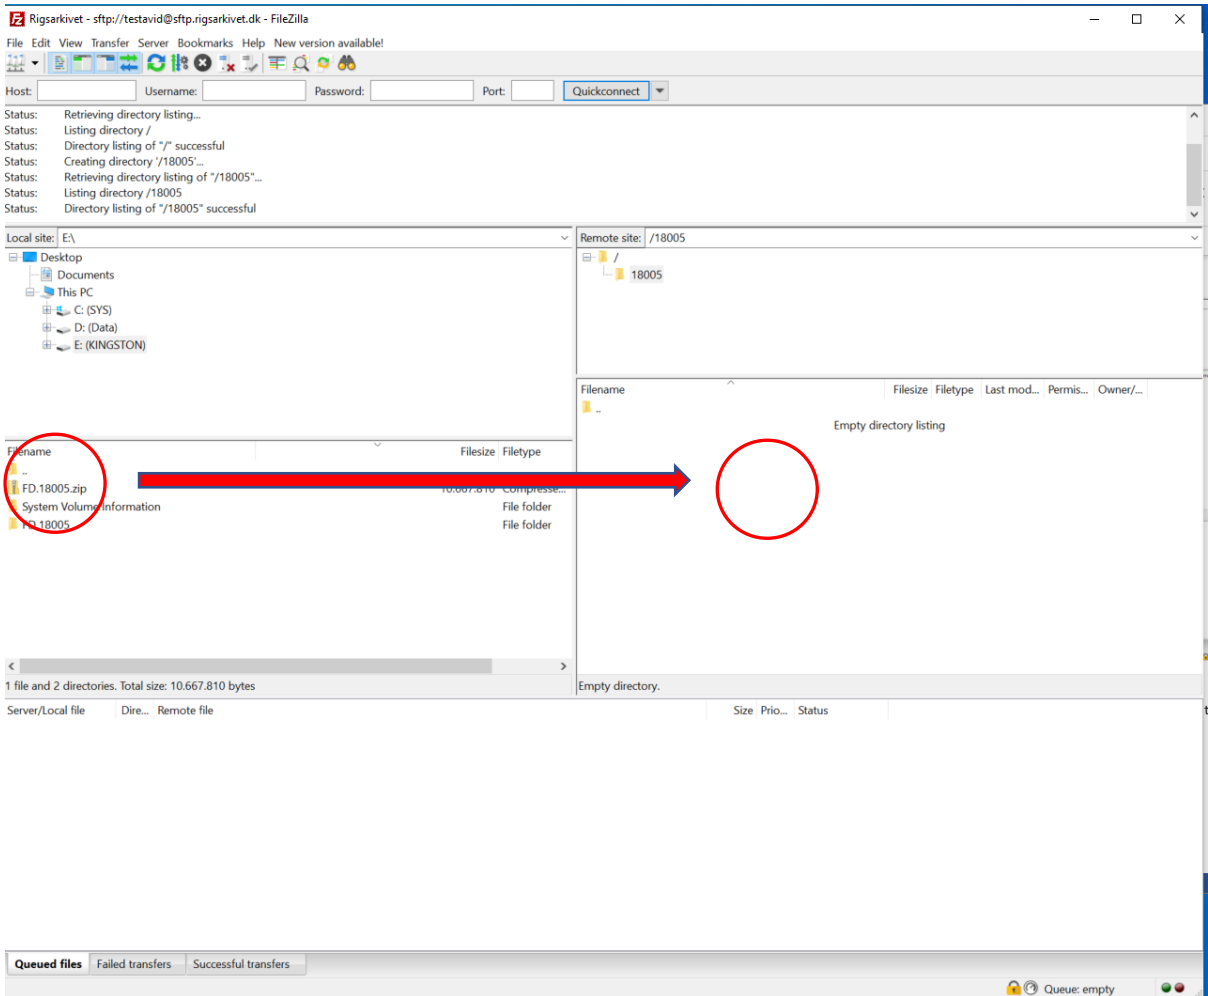 Rigsarkivet - sftp://testavid@sftp.rigsarkivet.dk - FileZilla
File Edit View Transfer Server Bookmarks Help New version available!
Host: Username: Password: Port: Quickconnect
Status: Retrieving directory listing...
Status: Listing directory /
Status: Directory listing of "/" successful
Status: Creating directory '/18005'...
Status: Retrieving directory listing of "/18005"...
Status: Listing directory /18005
Status: Directory listing of "/18005" successful
Local site: E:\
Desktop
Documents
This PC
C: (SYS)
D: (Data)
E: (KINGSTON)
Filename Filesize Filetype
..
FD.18005.zip 10.667.810 Compresse...
System Volume Information File folder
FD.18005 File folder
1 file and 2 directories. Total size: 10.667.810 bytes
Remote site: /18005
/
18005
Filename Filesize Filetype Last mod... Permis... Owner/...
..
Empty directory listing
Empty directory.
Server/Local file Dire... Remote file Size Prio... Status
Queued files Failed transfers Successful transfers
Queue: empty